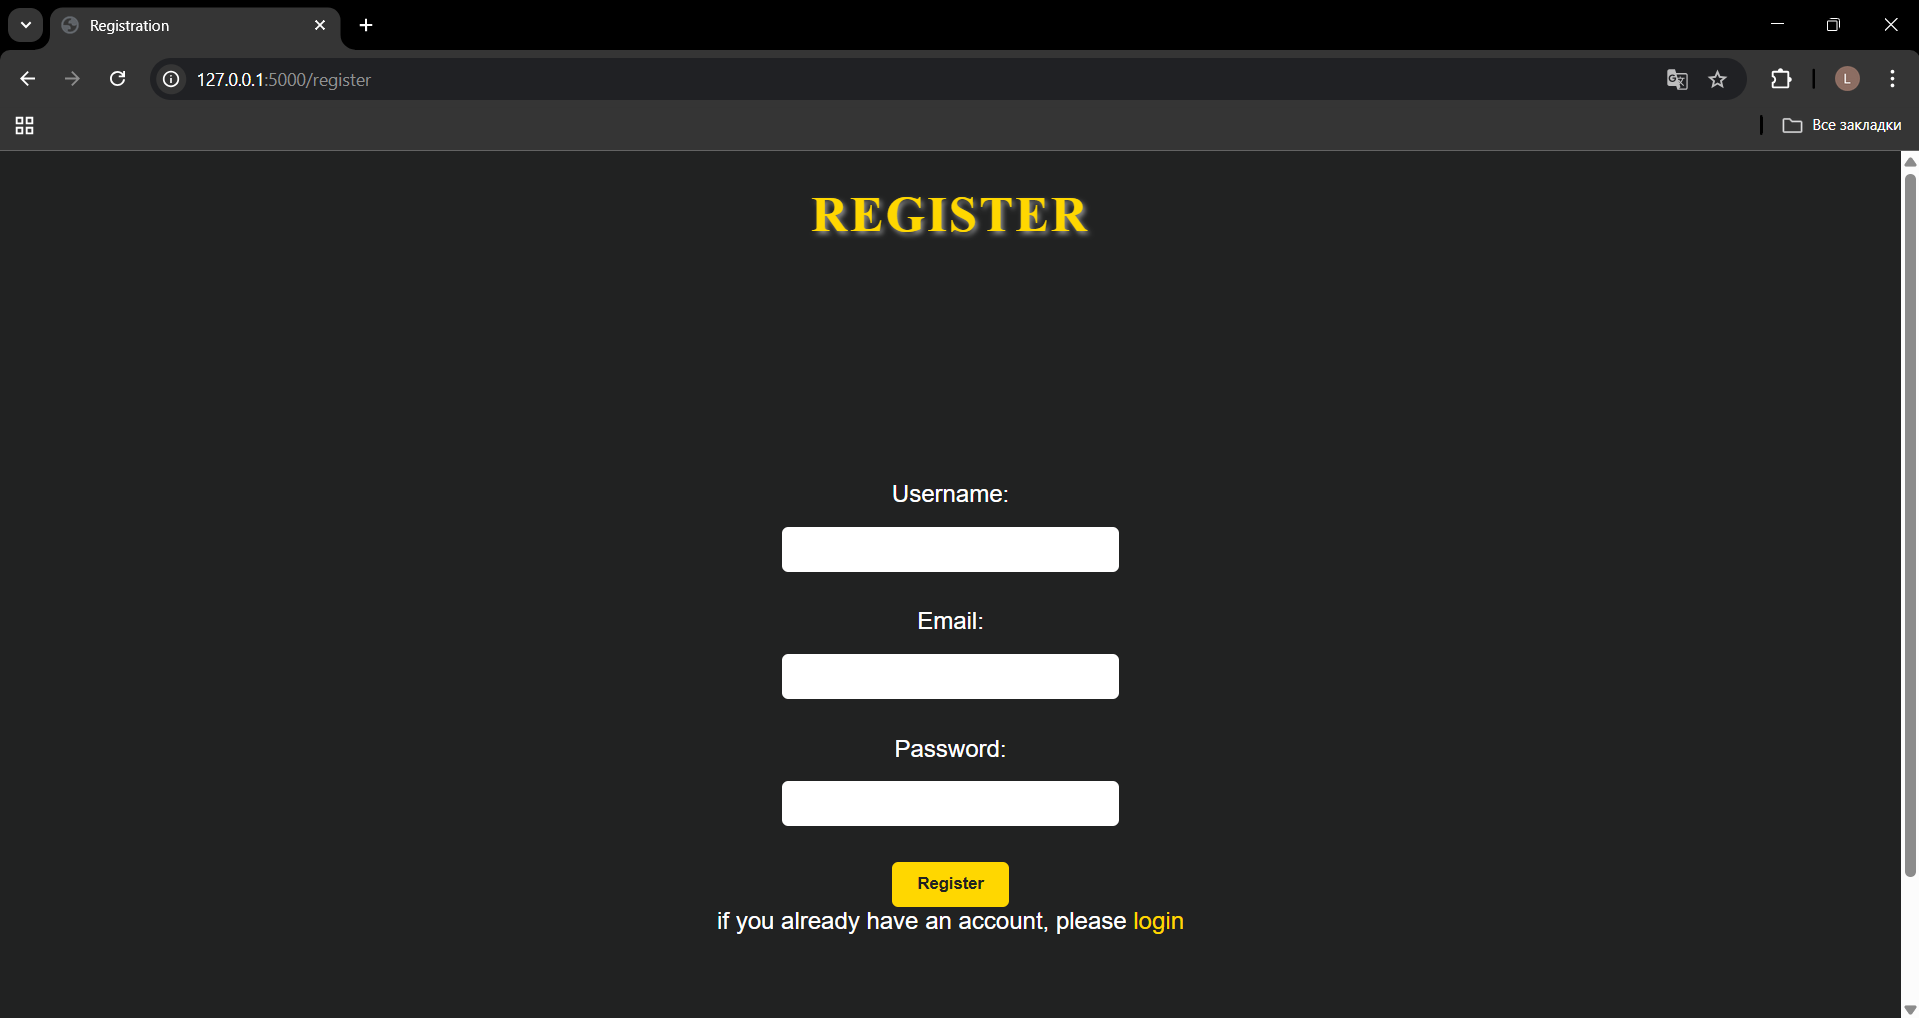 Registration
127.0.0.1:5000/register
L
Все закладки
REGISTER
Username:
Email:
Password:
Register
if you already have an account, please login